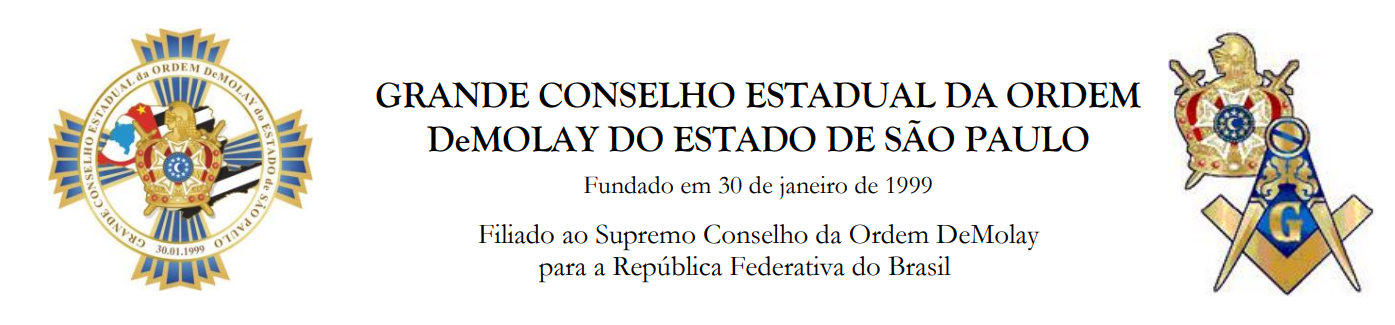 GRANDE CONSELHO ESTADUAL da ORDEM DeMOLAY do ESTADO de SÃO PAULO
30.01.1999
GRANDE CONSELHO ESTADUAL DA ORDEM
DeMOLAY DO ESTADO DE SÃO PAULO
Fundado em 30 de janeiro de 1999
Filiado ao Supremo Conselho da Ordem DeMolay
para a República Federativa do Brasil
G